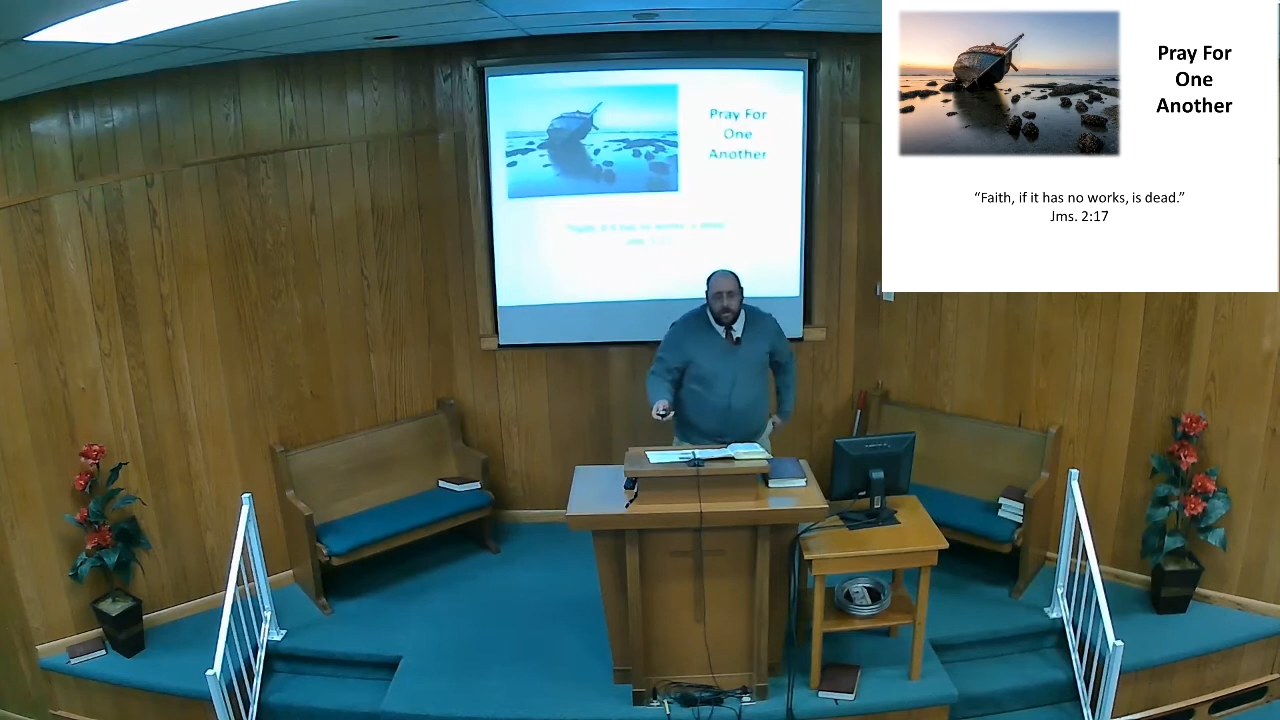 Pray For
One
Another
“Faith, if it has no works, is dead.”
Jms. 2:17
Pray For
One
Another